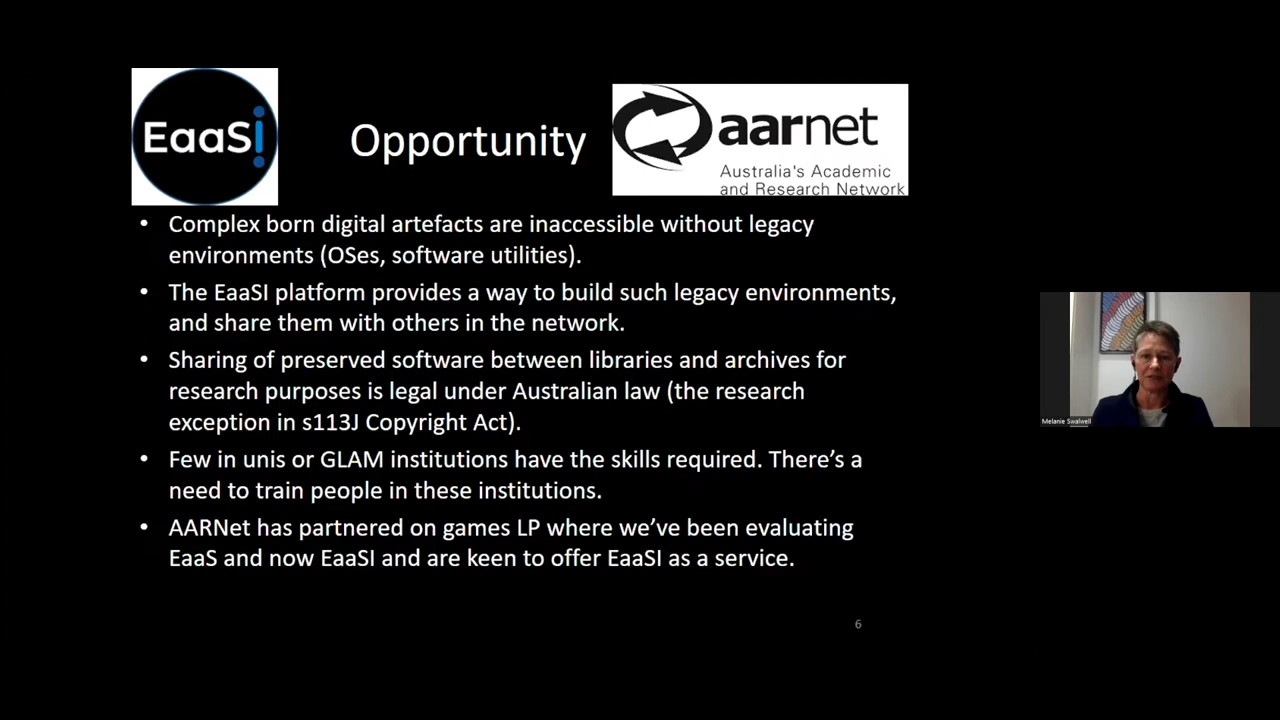 EaaSI
Opportunity
aarnet
Australia's Academic
and Research Network
• Complex born digital artefacts are inaccessible without legacy
environments (OSes, software utilities).
• The EaaSI platform provides a way to build such legacy environments,
and share them with others in the network.
• Sharing of preserved software between libraries and archives for
research purposes is legal under Australian law (the research
exception in s113J Copyright Act).
• Few in unis or GLAM institutions have the skills required. There's a
need to train people in these institutions.
• AARNet has partnered on games LP where we've been evaluating
EaaS and now EaaSI and are keen to offer EaaSI as a service.
Melanie Swalwell
6